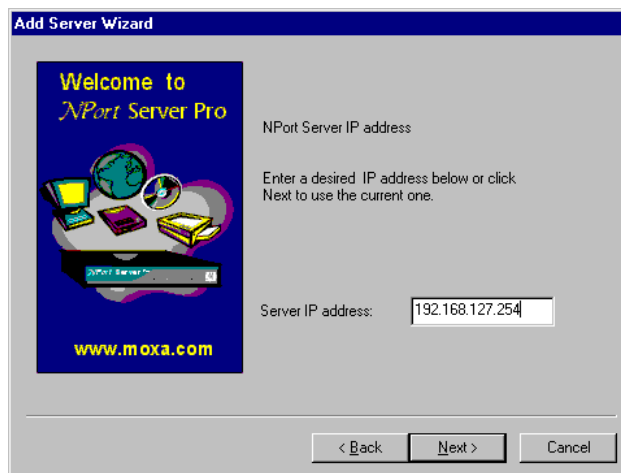 Add Server Wizard
Welcome to
NPort Server Pro
NPort Server IP address
Enter a desired IP address below or click
Next to use the current one.
NPort Server
Server IP address: 192.168.127.254
www.moxa.com
< Back Next > Cancel